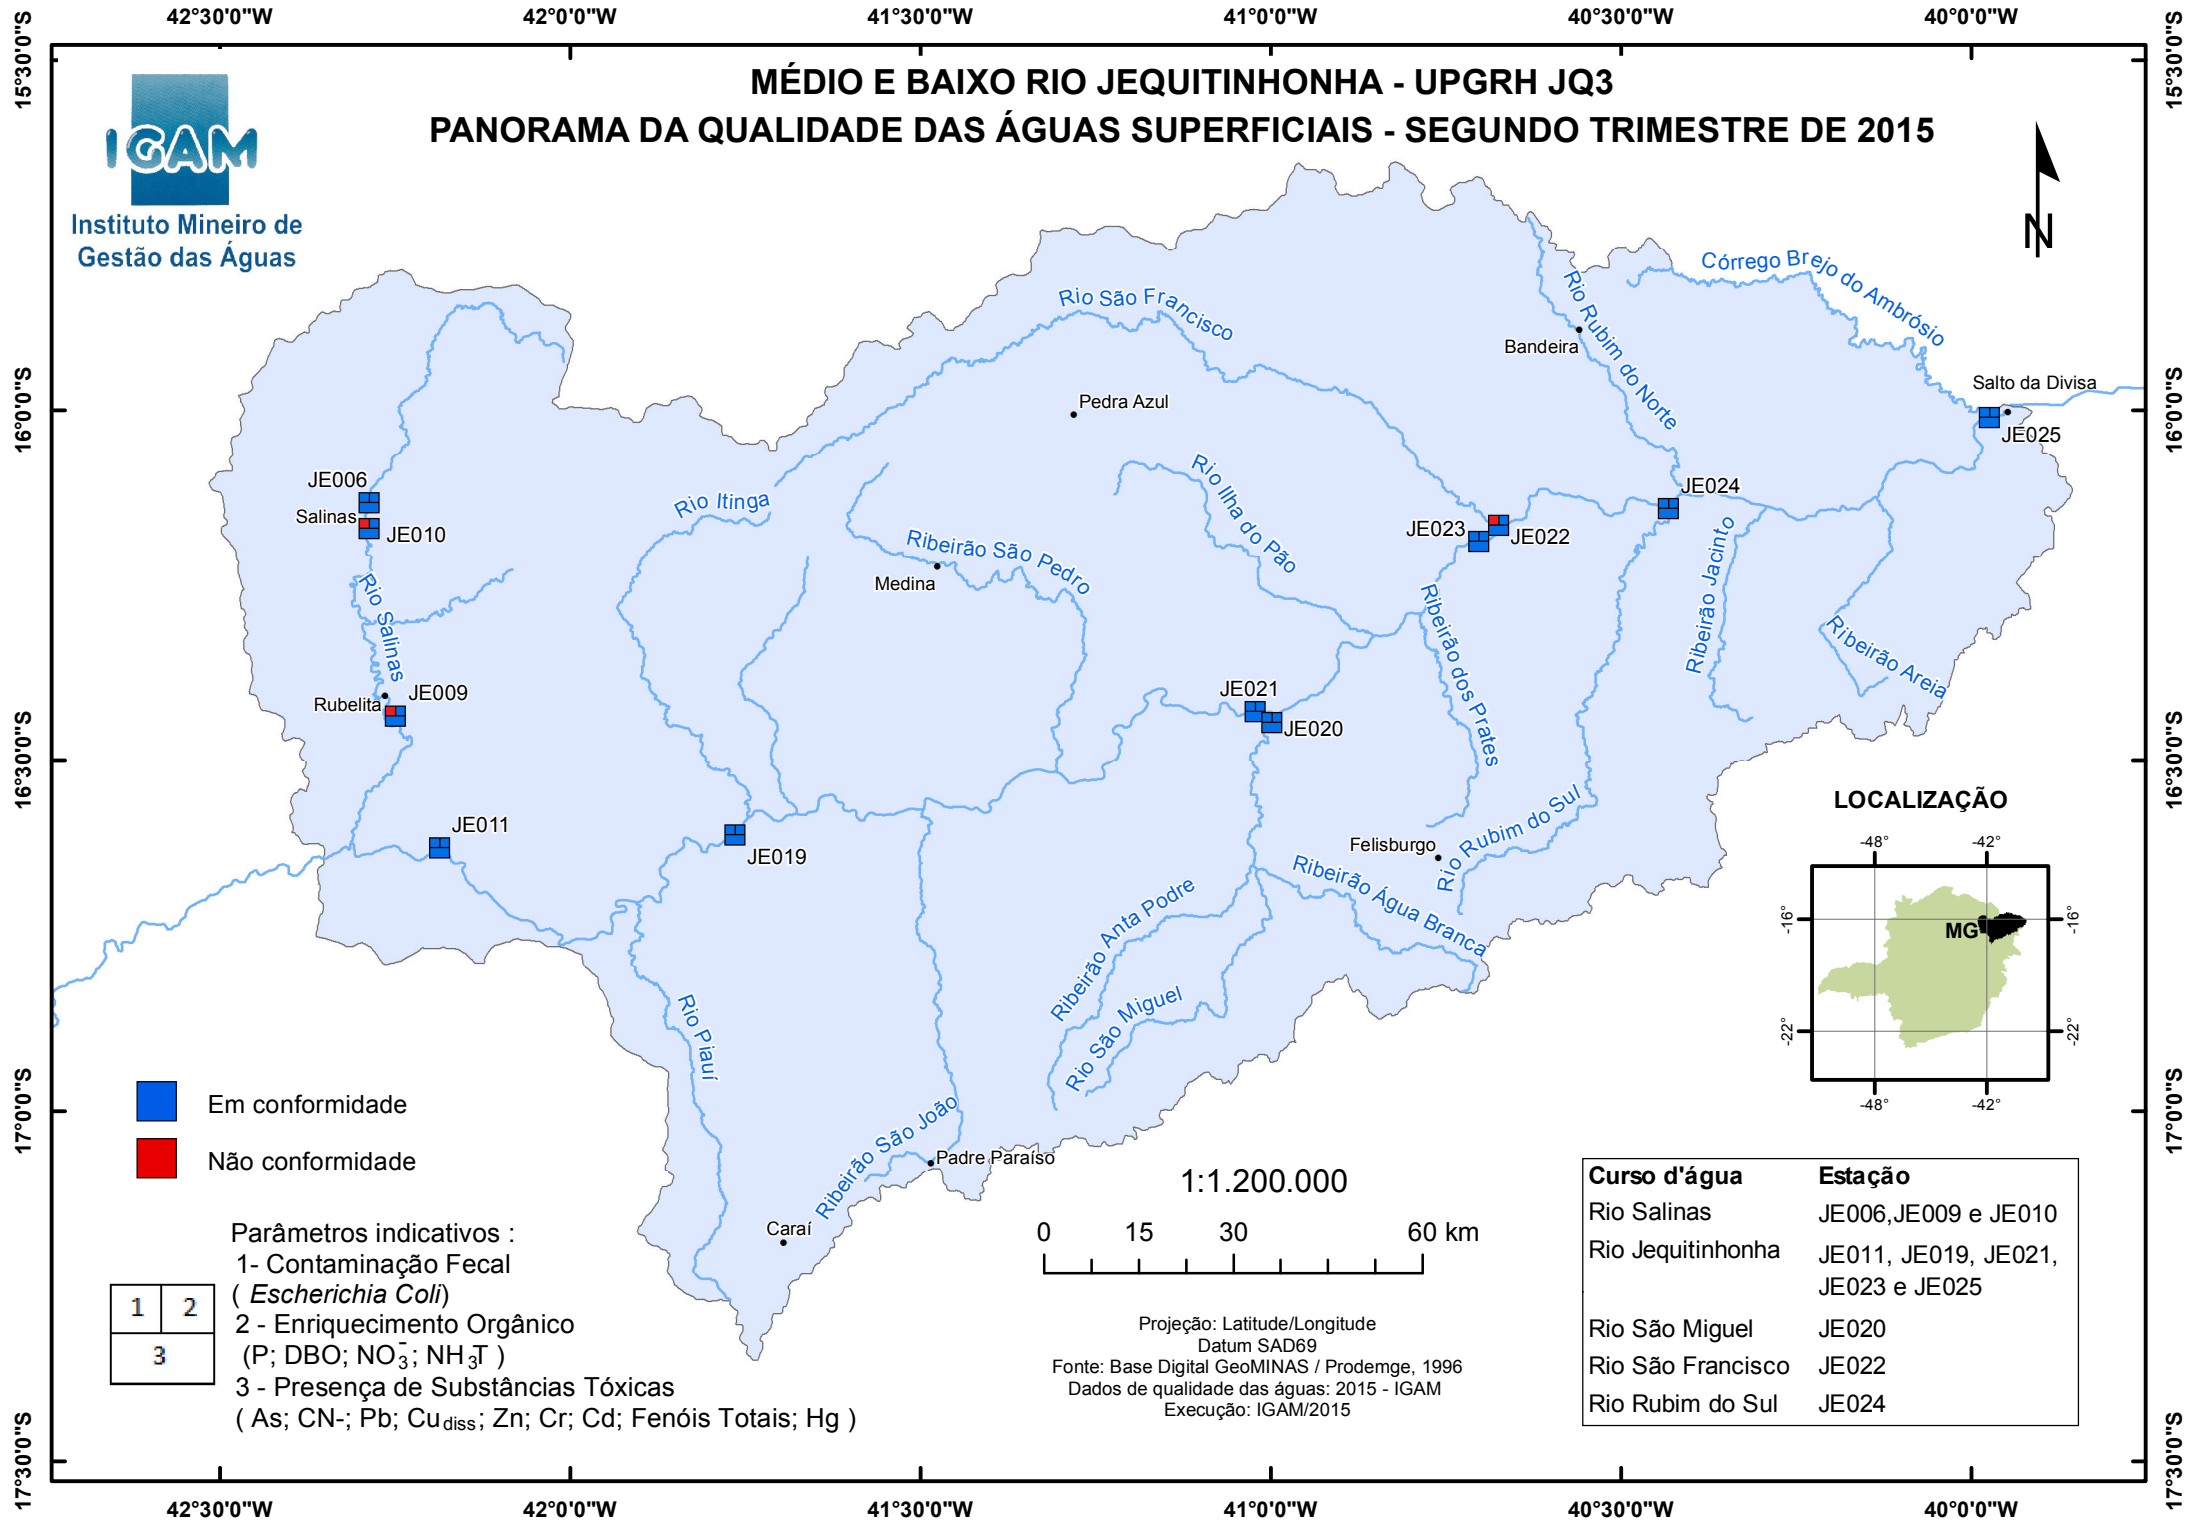 42°30'0"W 42°0'0"W 41°30'0"W 41°0'0"W 40°30'0"W 40°0'0"W
15°30'0"S
15°30'0"S
MÉDIO E BAIXO RIO JEQUITINHONHA - UPGRH JQ3
PANORAMA DA QUALIDADE DAS ÁGUAS SUPERFICIAIS - SEGUNDO TRIMESTRE DE 2015
IGAM
Instituto Mineiro de
Gestão das Águas
N
Córrego Brejo do Ambrósio
Rio São Francisco
Rio Rubim do Norte
Bandeira
Salto da Divisa
16°0'0"S
16°0'0"S
Pedra Azul
JE025
JE006
Salinas
JE010
Rio Itinga
Rio Ilha do Pão
JE024
JE023
JE022
Ribeirão São Pedro
Medina
Ribeirão Jacinto
Rio Salinas
Ribeirão dos Prates
Ribeirão Areia
Rubelita
JE009
JE021
JE020
16°30'0"S
16°30'0"S
JE011
JE019
Felisburgo
Rio Rubim do Sul
Ribeirão Água Branca
Ribeirão Anta Podre
Rio São Miguel
Rio Piauí
Ribeirão São João
Padre Paraíso
Caraí
LOCALIZAÇÃO
-48° -42°
-16°
-16°
MG
-22°
-22°
-48° -42°
17°0'0"S
17°0'0"S
Em conformidade
Não conformidade
Parâmetros indicativos :
1- Contaminação Fecal
( Escherichia Coli)
2 - Enriquecimento Orgânico
(P; DBO; NO3-; NH3T )
3 - Presença de Substâncias Tóxicas
( As; CN-; Pb; Cudiss; Zn; Cr; Cd; Fenóis Totais; Hg )
1 2
3
1:1.200.000
0 15 30 60 km
Projeção: Latitude/Longitude
Datum SAD69
Fonte: Base Digital GeoMINAS / Prodemge, 1996
Dados de qualidade das águas: 2015 - IGAM
Execução: IGAM/2015
Curso d'água Estação
Rio Salinas JE006,JE009 e JE010
Rio Jequitinhonha JE011, JE019, JE021,
JE023 e JE025
Rio São Miguel JE020
Rio São Francisco JE022
Rio Rubim do Sul JE024
17°30'0"S
17°30'0"S
42°30'0"W 42°0'0"W 41°30'0"W 41°0'0"W 40°30'0"W 40°0'0"W